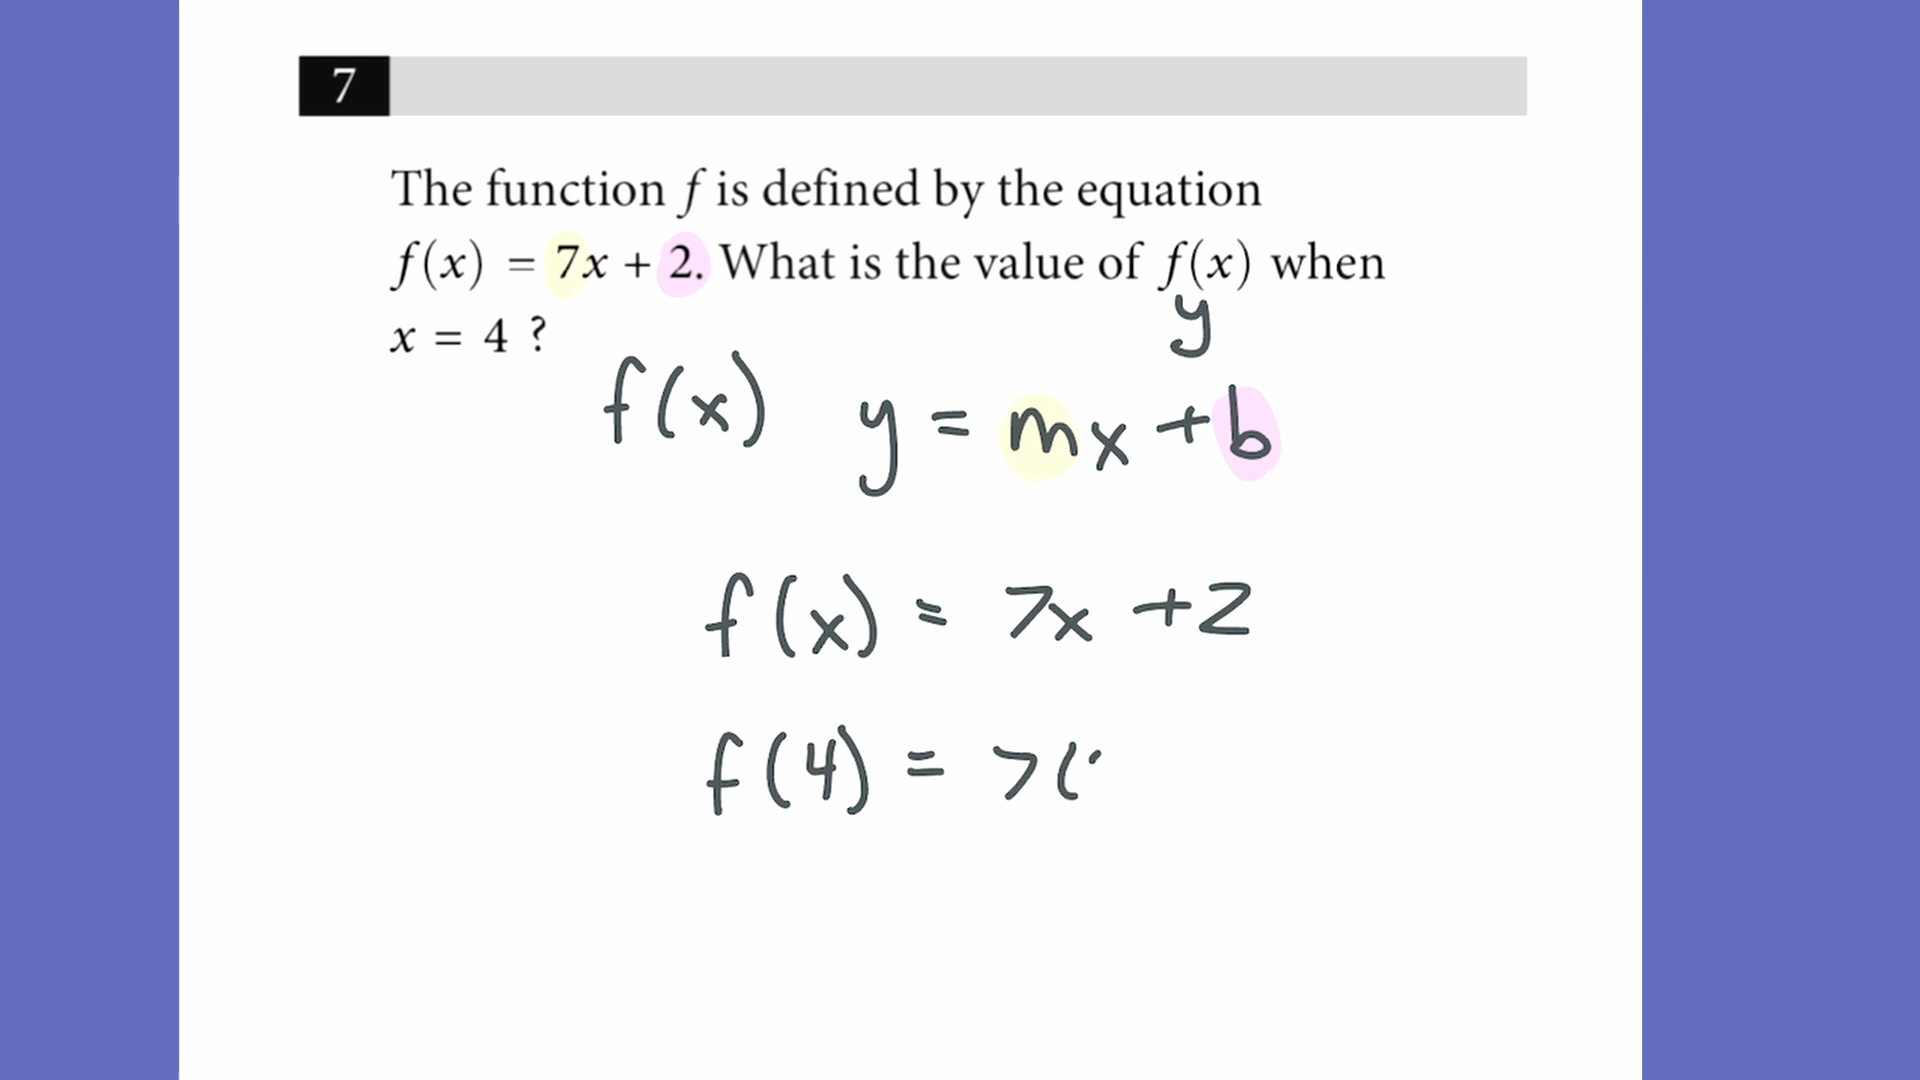 7
The function f is defined by the equation
f(x) = 7x + 2. What is the value of f(x) when
x = 4 ?
y
f(x) y = mx + b
f(x) = 7x + 2
f(4) = 7(